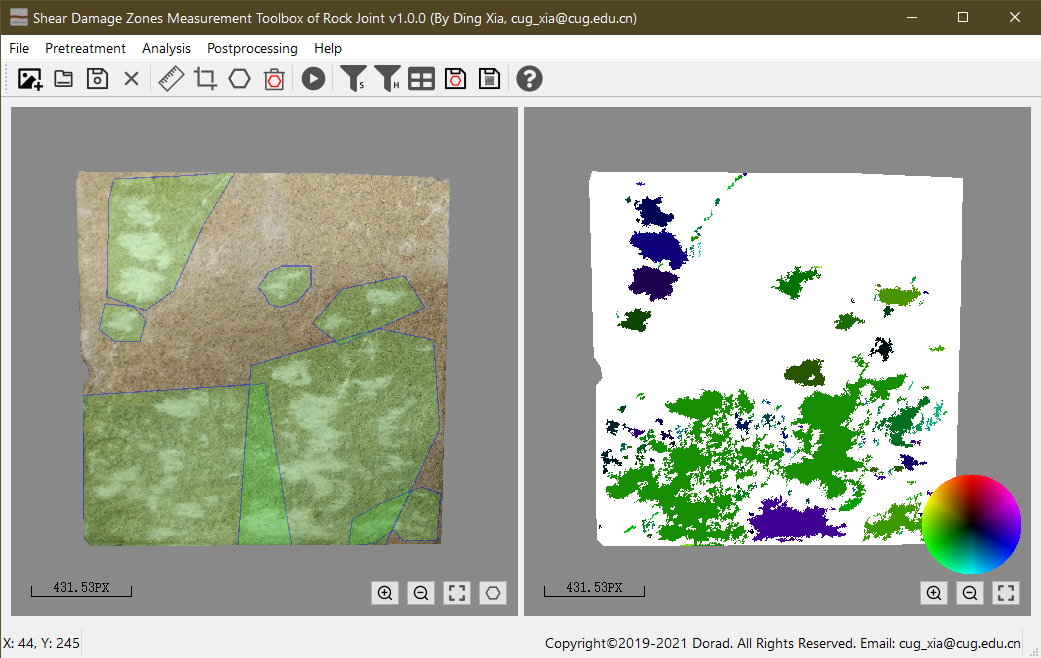 Shear Damage Zones Measurement Toolbox of Rock Joint v1.0.0 (By Ding Xia, cug_xia@cug.edu.cn)
File Pretreatment Analysis Postprocessing Help
S H
431.53PX 431.53PX
X: 44, Y: 245 Copyright©2019-2021 Dorad. All Rights Reserved. Email: cug_xia@cug.edu.cn